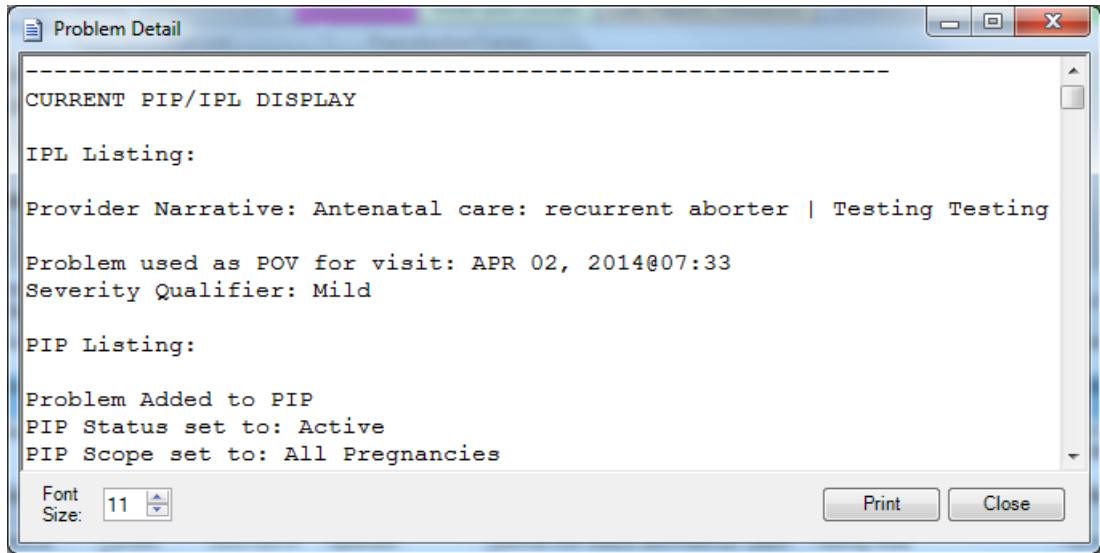 Problem Detail
------------------------------------------------------------
CURRENT PIP/IPL DISPLAY
IPL Listing:
Provider Narrative: Antenatal care: recurrent aborter | Testing Testing
Problem used as POV for visit: APR 02, 2014@07:33
Severity Qualifier: Mild
PIP Listing:
Problem Added to PIP
PIP Status set to: Active
PIP Scope set to: All Pregnancies
Font
Size:
11
Print
Close